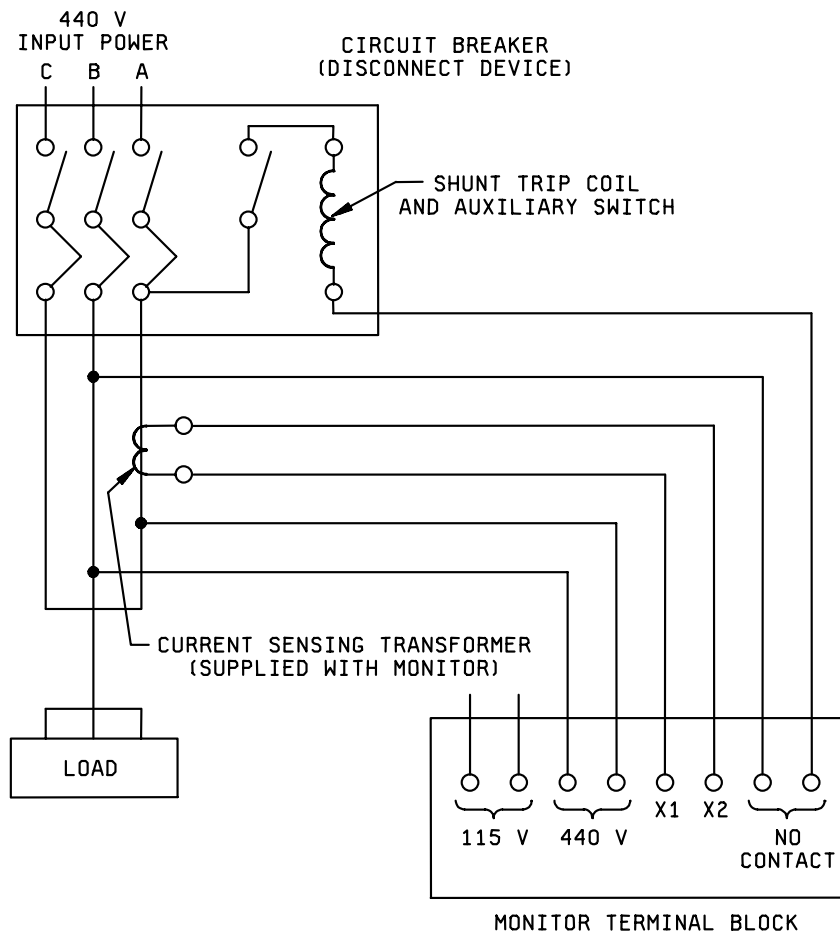 440 V
INPUT POWER
C B A
CIRCUIT BREAKER
(DISCONNECT DEVICE)
SHUNT TRIP COIL
AND AUXILIARY SWITCH
CURRENT SENSING TRANSFORMER
(SUPPLIED WITH MONITOR)
LOAD
115 V 440 V X1 X2 NO
CONTACT
MONITOR TERMINAL BLOCK